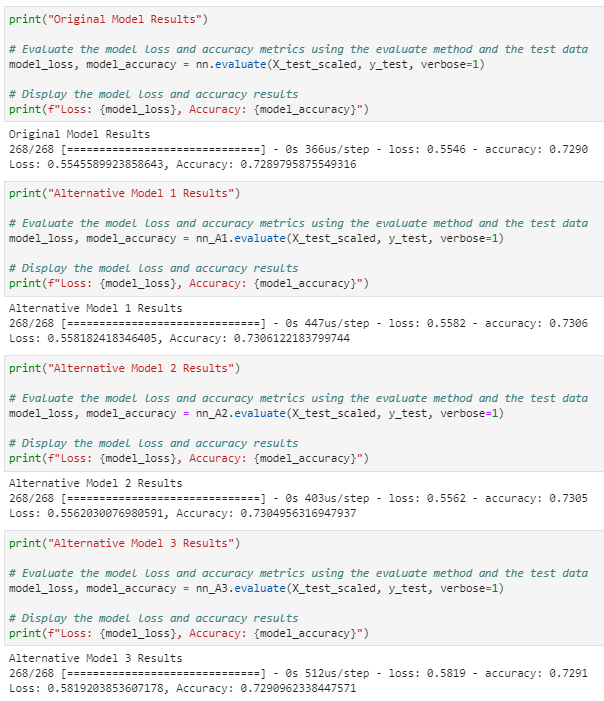 print("Original Model Results")
# Evaluate the model loss and accuracy metrics using the evaluate method and the test data
model_loss, model_accuracy = nn.evaluate(X_test_scaled, y_test, verbose=1)
# Display the model loss and accuracy results
print(f"Loss: {model_loss}, Accuracy: {model_accuracy}")
Original Model Results
268/268 [==============================] - 0s 366us/step - loss: 0.5546 - accuracy: 0.7290
Loss: 0.5545589923858643, Accuracy: 0.7289795875549316
print("Alternative Model 1 Results")
# Evaluate the model loss and accuracy metrics using the evaluate method and the test data
model_loss, model_accuracy = nn_A1.evaluate(X_test_scaled, y_test, verbose=1)
# Display the model loss and accuracy results
print(f"Loss: {model_loss}, Accuracy: {model_accuracy}")
Alternative Model 1 Results
268/268 [==============================] - 0s 447us/step - loss: 0.5582 - accuracy: 0.7306
Loss: 0.558182418346405, Accuracy: 0.7306122183799744
print("Alternative Model 2 Results")
# Evaluate the model loss and accuracy metrics using the evaluate method and the test data
model_loss, model_accuracy = nn_A2.evaluate(X_test_scaled, y_test, verbose=1)
# Display the model loss and accuracy results
print(f"Loss: {model_loss}, Accuracy: {model_accuracy}")
Alternative Model 2 Results
268/268 [==============================] - 0s 403us/step - loss: 0.5562 - accuracy: 0.7305
Loss: 0.5562030076980591, Accuracy: 0.7304956316947937
print("Alternative Model 3 Results")
# Evaluate the model loss and accuracy metrics using the evaluate method and the test data
model_loss, model_accuracy = nn_A3.evaluate(X_test_scaled, y_test, verbose=1)
# Display the model loss and accuracy results
print(f"Loss: {model_loss}, Accuracy: {model_accuracy}")
Alternative Model 3 Results
268/268 [==============================] - 0s 512us/step - loss: 0.5819 - accuracy: 0.7291
Loss: 0.5819203853607178, Accuracy: 0.7290962338447571